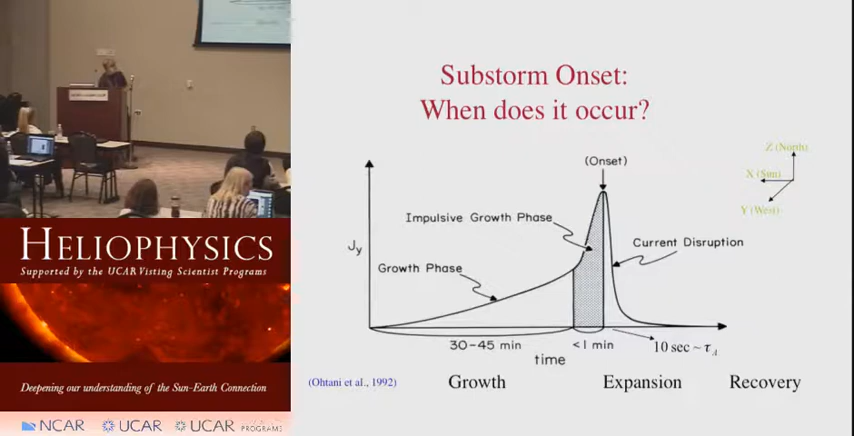 HELIOPHYSICS
Supported by the UCAR Visting Scientist Programs
Deepening our understanding of the Sun-Earth Connection
NCAR UCAR UCAR PROGRAMS
Substorm Onset:
When does it occur?
Z (North)
X (Sun)
Y (West)
(Onset)
Impulsive Growth Phase
Current Disruption
Jy
Growth Phase
30-45 min <1 min 10 sec ~ τA
time
(Ohtani et al., 1992) Growth Expansion Recovery